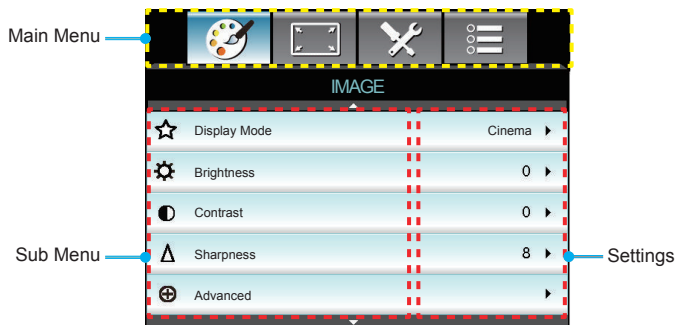 Main Menu
IMAGE
Display Mode Cinema
Brightness 0
Contrast 0
Sub Menu
Sharpness 8
Settings
Advanced